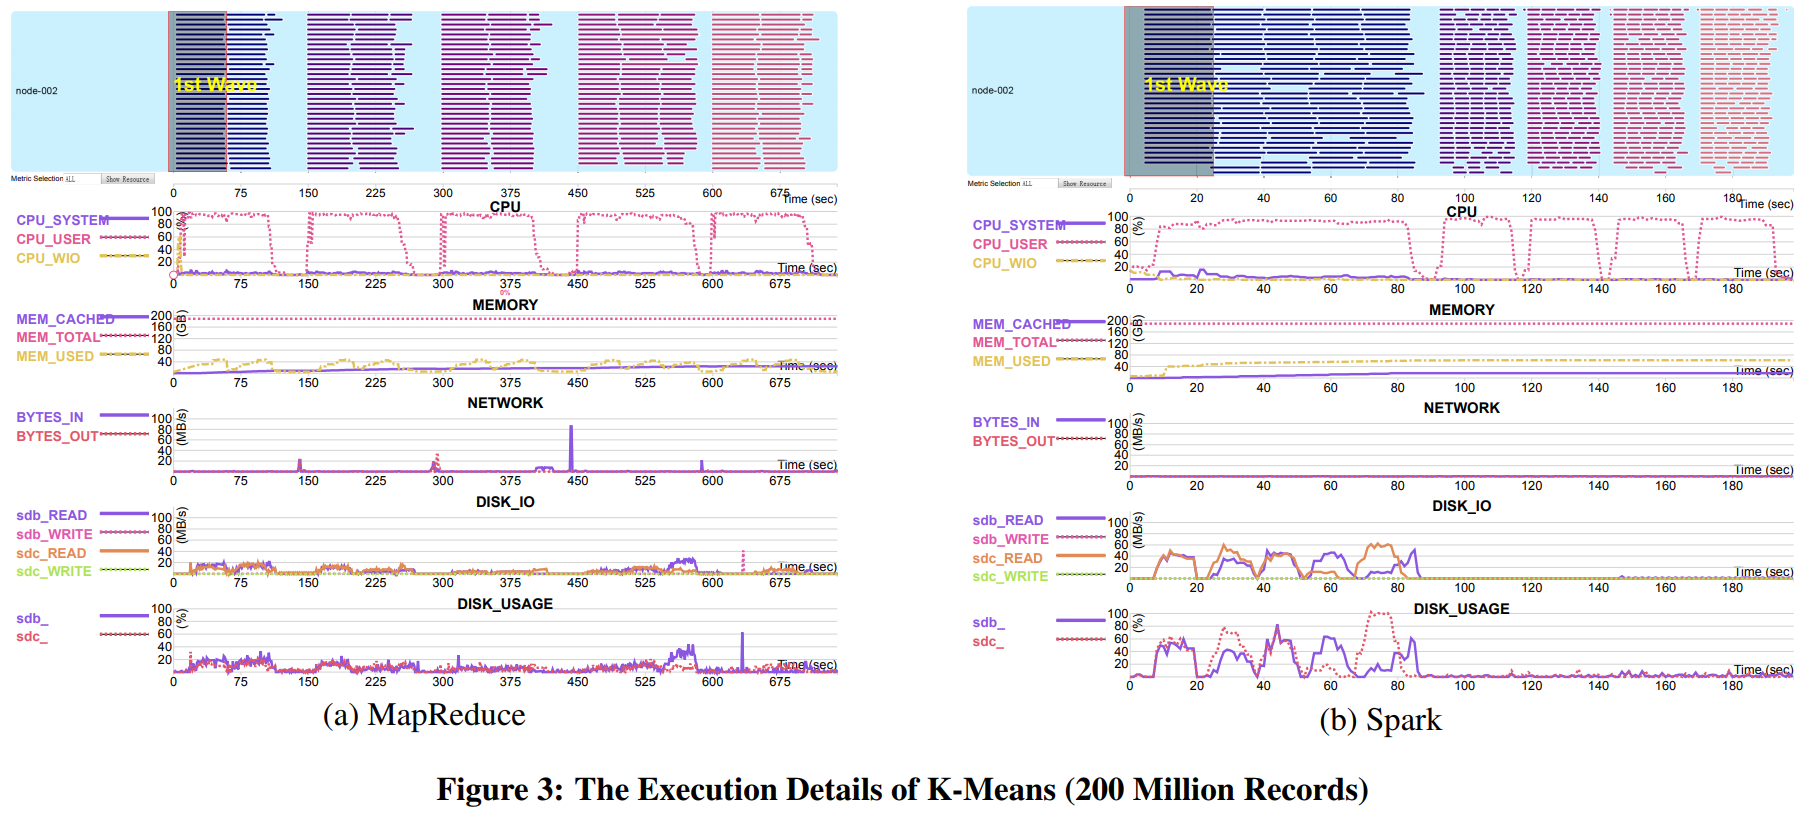 1st Wave
node-002
Metric Selection ALL Show Resource
0 75 150 225 300 375 450 525 600 675 Time (sec)
CPU
CPU_SYSTEM
CPU_USER
CPU_WIO
100 80 60 40 20 (%)
Time (sec)
0 75 150 225 300 375 450 525 600 675
0%
MEMORY
MEM_CACHED
MEM_TOTAL
MEM_USED
200 160 120 80 40 (GB)
Time (sec)
0 75 150 225 300 375 450 525 600 675
NETWORK
BYTES_IN
BYTES_OUT
100 80 60 40 20 (MB/s)
Time (sec)
0 75 150 225 300 375 450 525 600 675
DISK_IO
sdb_READ
sdb_WRITE
sdc_READ
sdc_WRITE
100 80 60 40 20 (MB/s)
Time (sec)
0 75 150 225 300 375 450 525 600 675
DISK_USAGE
sdb_
sdc_
100 80 60 40 20 (%)
Time (sec)
0 75 150 225 300 375 450 525 600 675
(a) MapReduce
1st Wave
node-002
Metric Selection ALL Show Resource
0 20 40 60 80 100 120 140 160 180 Time (sec)
CPU
CPU_SYSTEM
CPU_USER
CPU_WIO
100 80 60 40 20 (%)
Time (sec)
0 20 40 60 80 100 120 140 160 180
MEMORY
MEM_CACHED
MEM_TOTAL
MEM_USED
200 160 120 80 40 (GB)
Time (sec)
0 20 40 60 80 100 120 140 160 180
NETWORK
BYTES_IN
BYTES_OUT
100 80 60 40 20 (MB/s)
Time (sec)
0 20 40 60 80 100 120 140 160 180
DISK_IO
sdb_READ
sdb_WRITE
sdc_READ
sdc_WRITE
100 80 60 40 20 (MB/s)
Time (sec)
0 20 40 60 80 100 120 140 160 180
DISK_USAGE
sdb_
sdc_
100 80 60 40 20 (%)
Time (sec)
0 20 40 60 80 100 120 140 160 180
(b) Spark
Figure 3: The Execution Details of K-Means (200 Million Records)